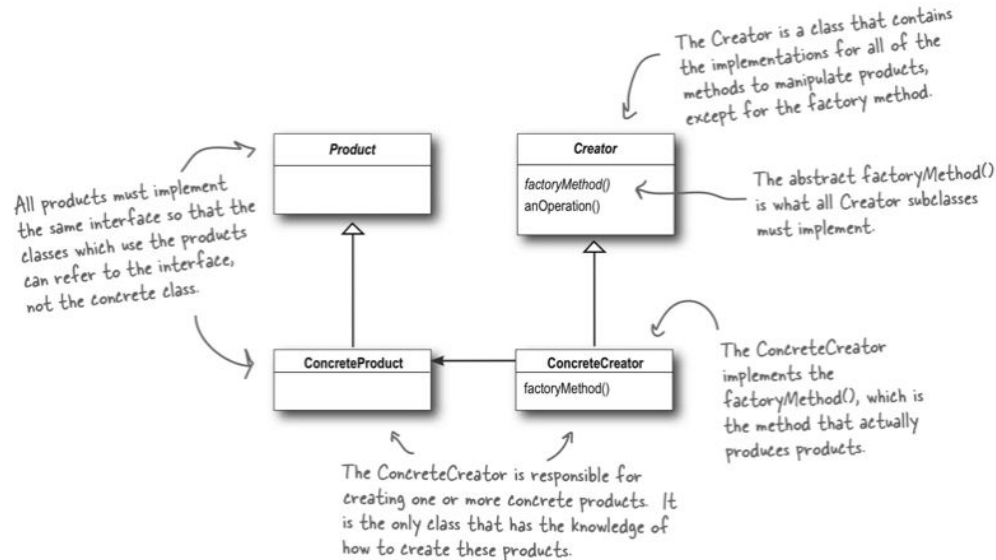 The Creator is a class that contains
the implementations for all of the
methods to manipulate products,
except for the factory method.
Product
Creator
factoryMethod()
anOperation()
The abstract factoryMethod()
is what all Creator subclasses
must implement.
All products must implement
the same interface so that the
classes which use the products
can refer to the interface,
not the concrete class.
ConcreteProduct
ConcreteCreator
factoryMethod()
The ConcreteCreator
implements the
factoryMethod(), which is
the method that actually
produces products.
The ConcreteCreator is responsible for
creating one or more concrete products. It
is the only class that has the knowledge of
how to create these products.